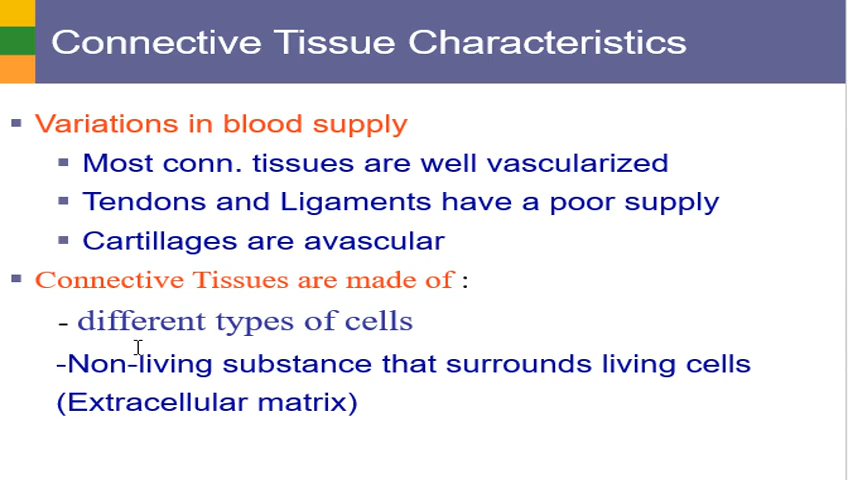 Connective Tissue Characteristics
Variations in blood supply
Most conn. tissues are well vascularized
Tendons and Ligaments have a poor supply
Cartillages are avascular
Connective Tissues are made of :
- different types of cells
-Non-living substance that surrounds living cells
(Extracellular matrix)